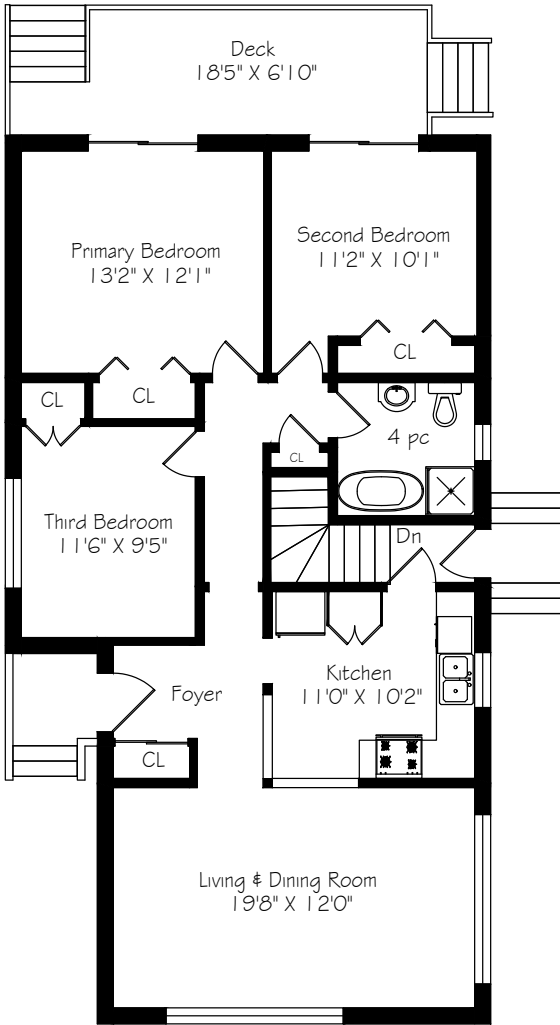 Deck
18'5" X 6'10"
Primary Bedroom
13'2" X 12'1"
Second Bedroom
11'2" X 10'1"
CL
CL
CL
4 pc
CL
Third Bedroom
11'6" X 9'5"
Dn
Kitchen
11'0" X 10'2"
Foyer
CL
Living & Dining Room
19'8" X 12'0"